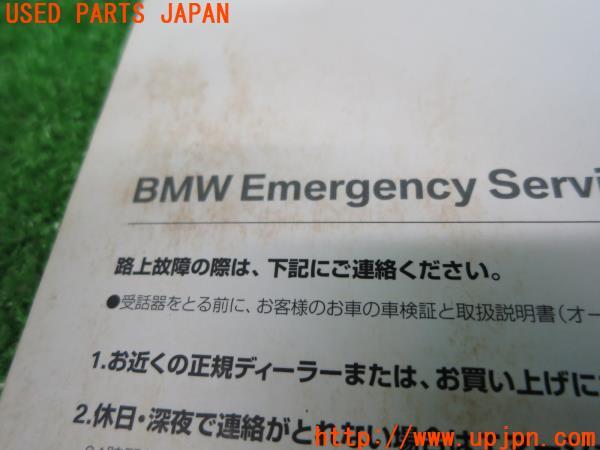 USED PARTS JAPAN
BMW Emergency Servi
路上故障の際は、下記にご連絡ください。
●受話器をとる前に、お客様のお車の車検証と取扱説明書(オー
1.お近くの正規ディーラーまたは、お買い上げに
2.休日・深夜で連絡がとれない場合は
http://www.upjpn.com/